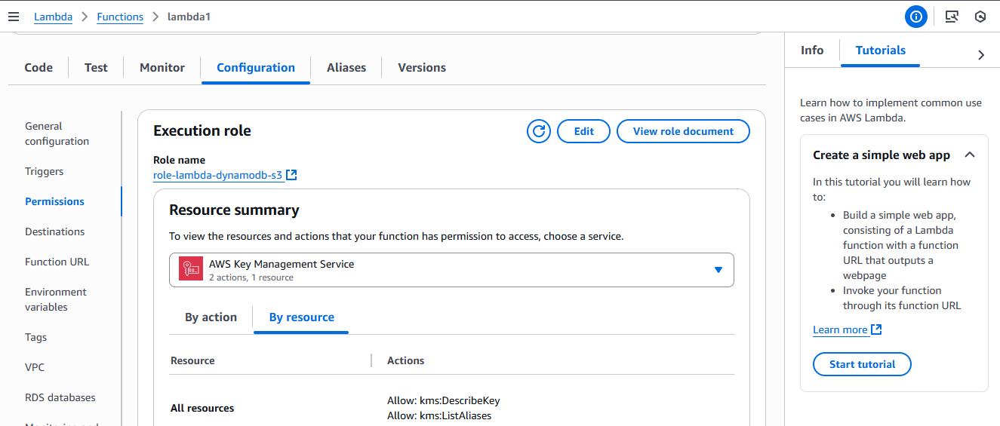 Lambda > Functions > lambda1
Code Test Monitor Configuration Aliases Versions
General
configuration
Triggers
Permissions
Destinations
Function URL
Environment
variables
Tags
VPC
RDS databases
Monitoring and
Execution role
Edit View role document
Role name
role-lambda-dynamodb-s3
Resource summary
To view the resources and actions that your function has permission to access, choose a service.
AWS Key Management Service
2 actions, 1 resource
By action By resource
Resource Actions
All resources
Allow: kms:DescribeKey
Allow: kms:ListAliases
Info Tutorials
Learn how to implement common use
cases in AWS Lambda.
Create a simple web app
In this tutorial you will learn how
to:
• Build a simple web app,
consisting of a Lambda
function with a function
URL that outputs a
webpage
• Invoke your function
through its function URL
Learn more
Start tutorial